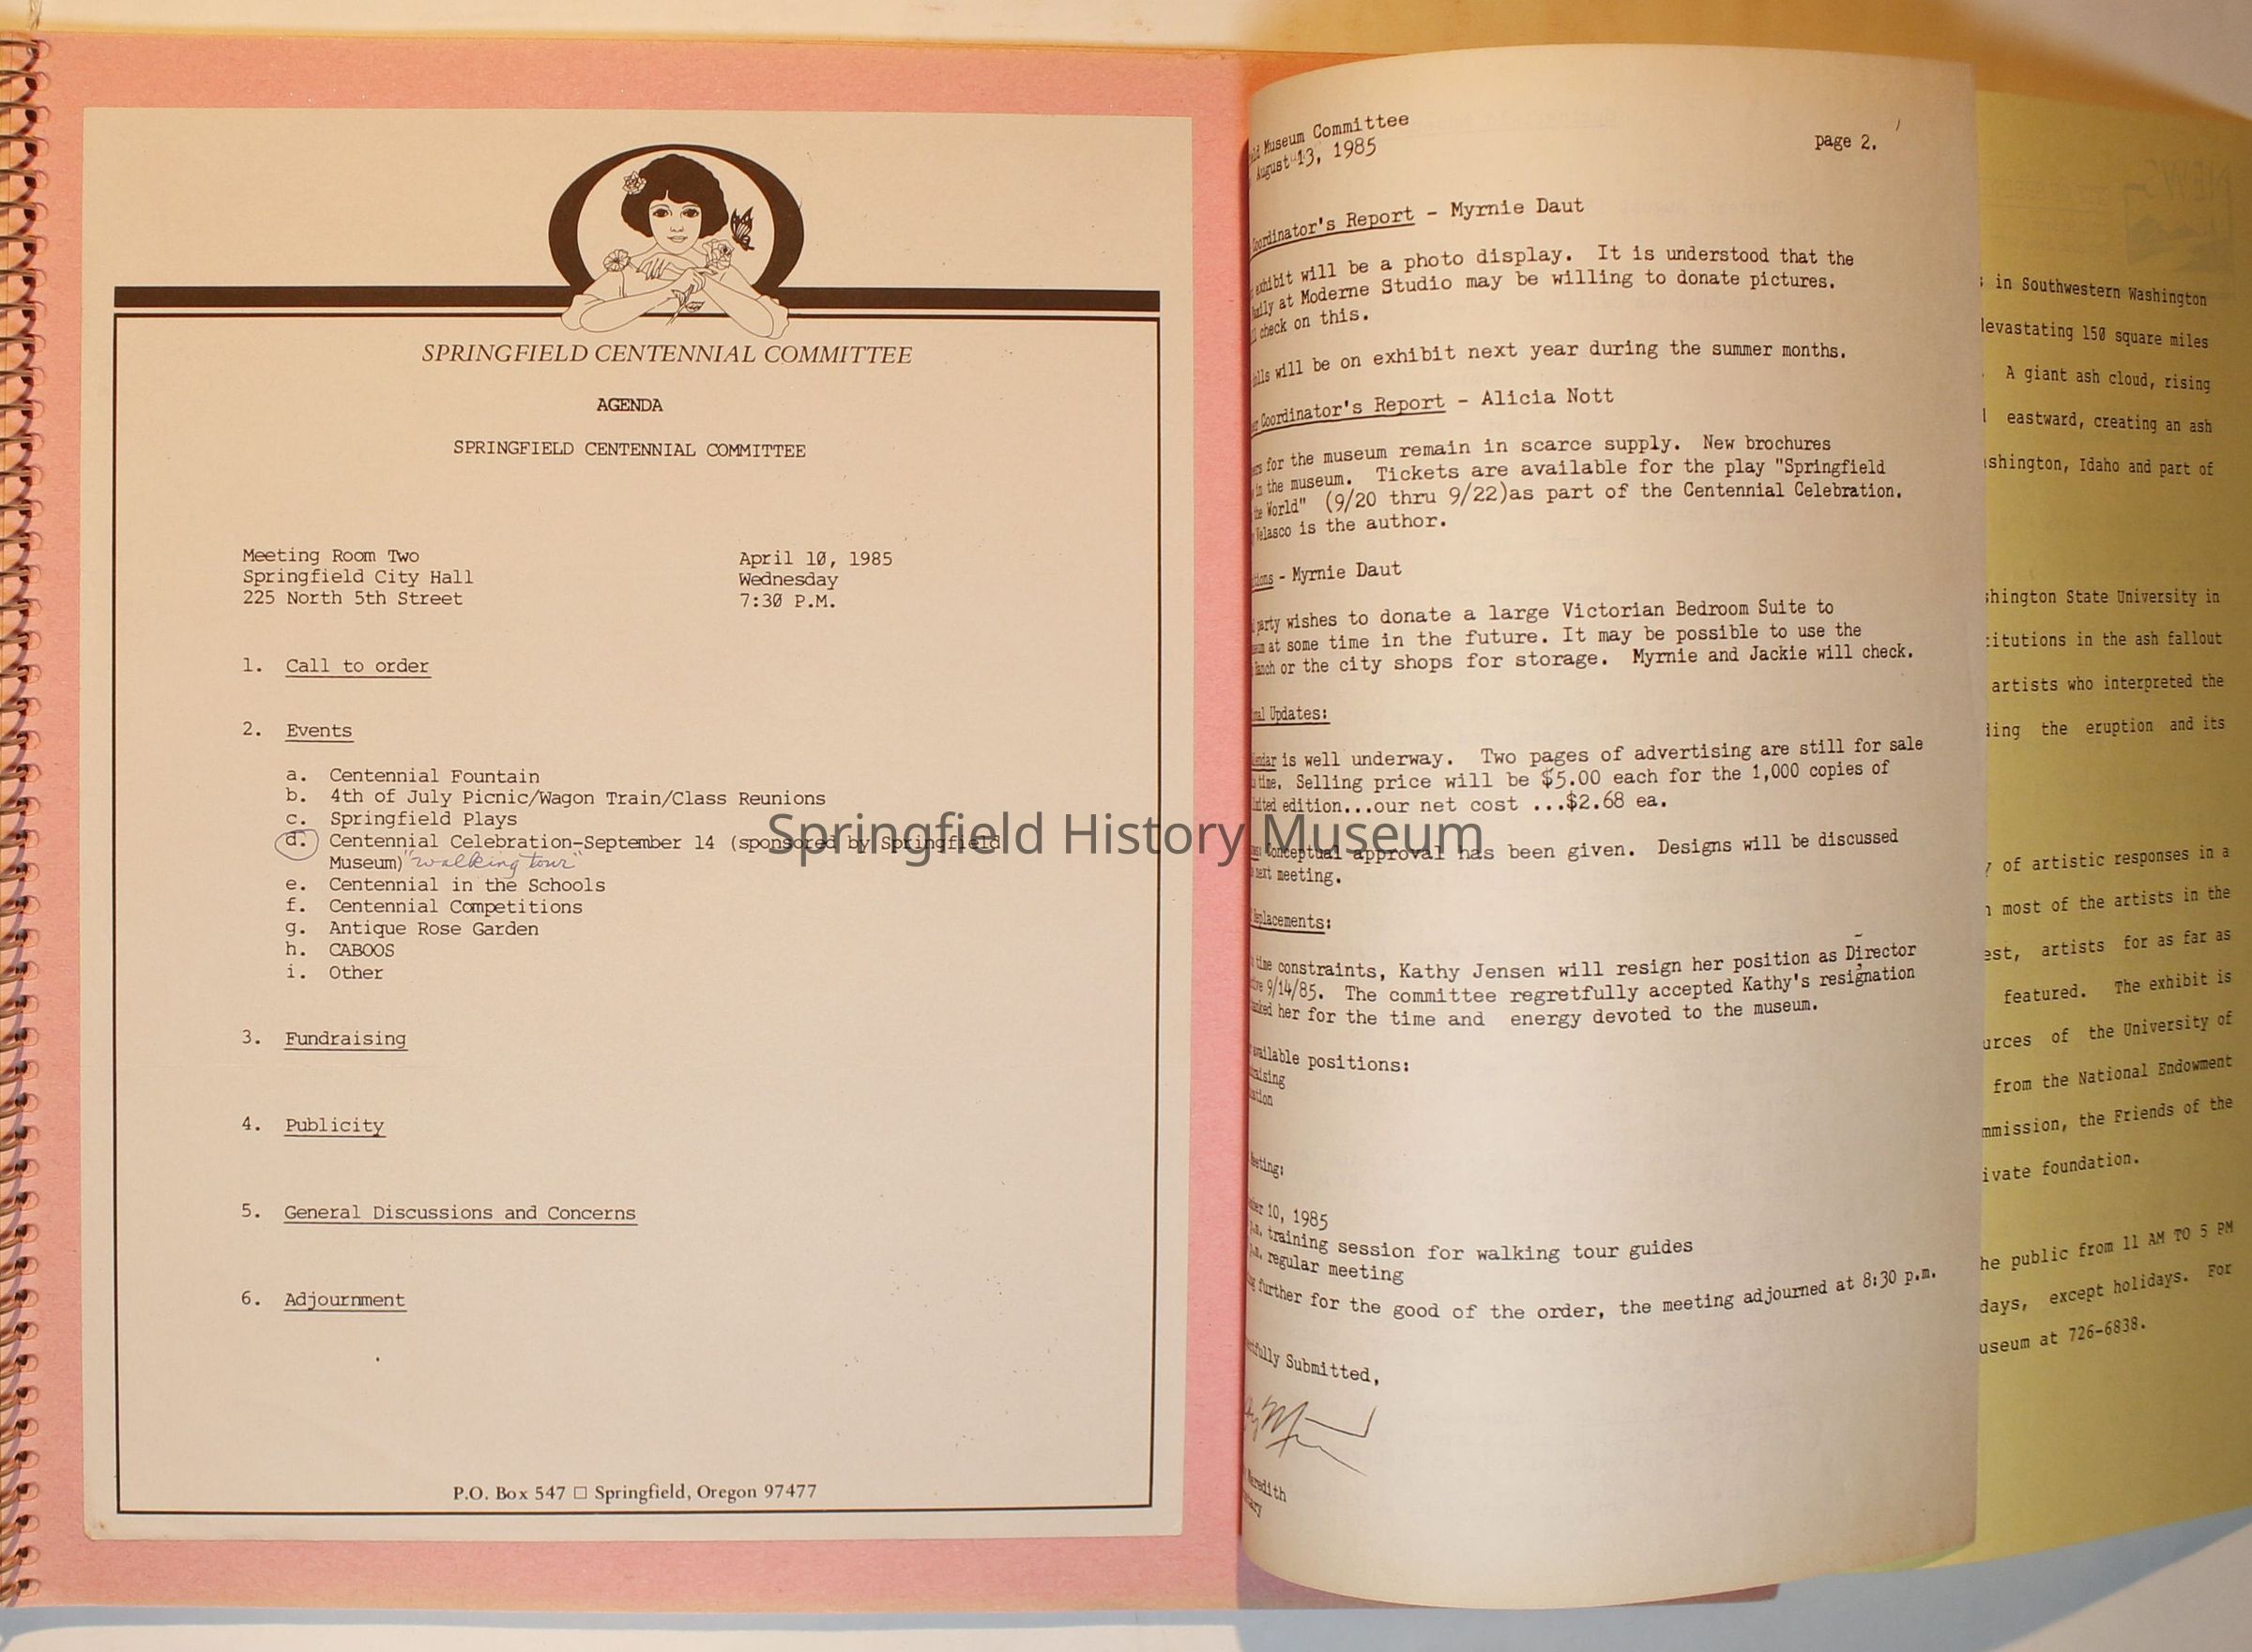 SPRINGFIELD CENTENNIAL COMMITTEE
AGENDA
SPRINGFIELD CENTENNIAL COMMITTEE
Meeting Room Two
Springfield City Hall
225 North 5th Street
April 10, 1985
Wednesday
7:30 P.M.
1. Call to order
2. Events
a. Centennial Fountain
b. 4th of July Picnic/Wagon Train/Class Reunions
c. Springfield Plays
d. Centennial Celebration-September 14 (sponsored by Springfield
Museum) "walking tour"
e. Centennial in the Schools
f. Centennial Competitions
g. Antique Rose Garden
h. CABOOS
i. Other
3. Fundraising
4. Publicity
5. General Discussions and Concerns
6. Adjournment
P.O. Box 547 □ Springfield, Oregon 97477
Museum Committee
August 13, 1985
page 2.
Coordinator's Report - Myrnie Daut
exhibit will be a photo display. It is understood that the
at Moderne Studio may be willing to donate pictures.
check on this.
will be on exhibit next year during the summer months.
Coordinator's Report - Alicia Nott
for the museum remain in scarce supply. New brochures
in the museum. Tickets are available for the play "Springfield
the World" (9/20 thru 9/22)as part of the Centennial Celebration.
Velasco is the author.
- Myrnie Daut
party wishes to donate a large Victorian Bedroom Suite to
at some time in the future. It may be possible to use the
or the city shops for storage. Myrnie and Jackie will check.
Updates:
is well underway. Two pages of advertising are still for sale
time. Selling price will be $5.00 each for the 1,000 copies of
edition...our net cost ...$2.68 ea.
Conceptual approval has been given. Designs will be discussed
next meeting.
Replacements:
time constraints, Kathy Jensen will resign her position as Director
9/14/85. The committee regretfully accepted Kathy's resignation
her for the time and energy devoted to the museum.
available positions:
10, 1985
training session for walking tour guides
regular meeting
further for the good of the order, the meeting adjourned at 8:30 p.m.
Submitted,
Meredith
in Southwestern Washington
devastating 150 square miles
A giant ash cloud, rising
eastward, creating an ash
Washington, Idaho and part of
Washington State University in
in the ash fallout
artists who interpreted the
the eruption and its
of artistic responses in a
most of the artists in the
artists for as far as
featured. The exhibit is
of the University of
from the National Endowment
the Friends of the
foundation.
the public from 11 AM TO 5 PM
days, except holidays. For
at 726-6838.
Springfield History Museum